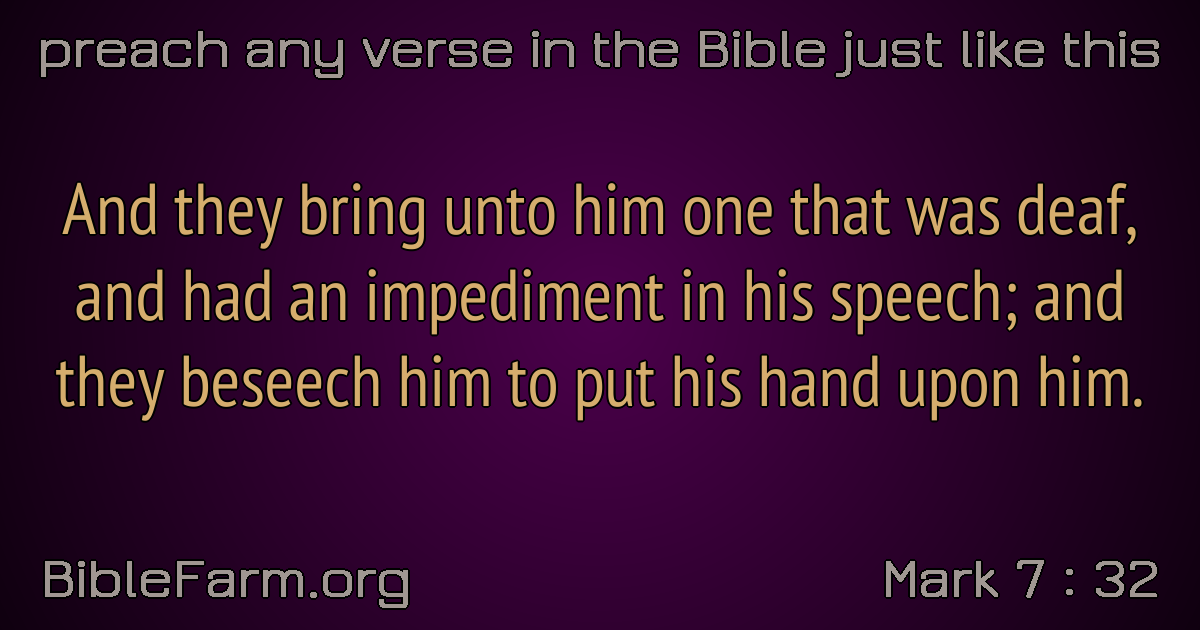 preach any verse in the Bible just like this
And they bring unto him one that was deaf,
and had an impediment in his speech; and
they beseech him to put his hand upon him.
BibleFarm.org
Mark 7 : 32